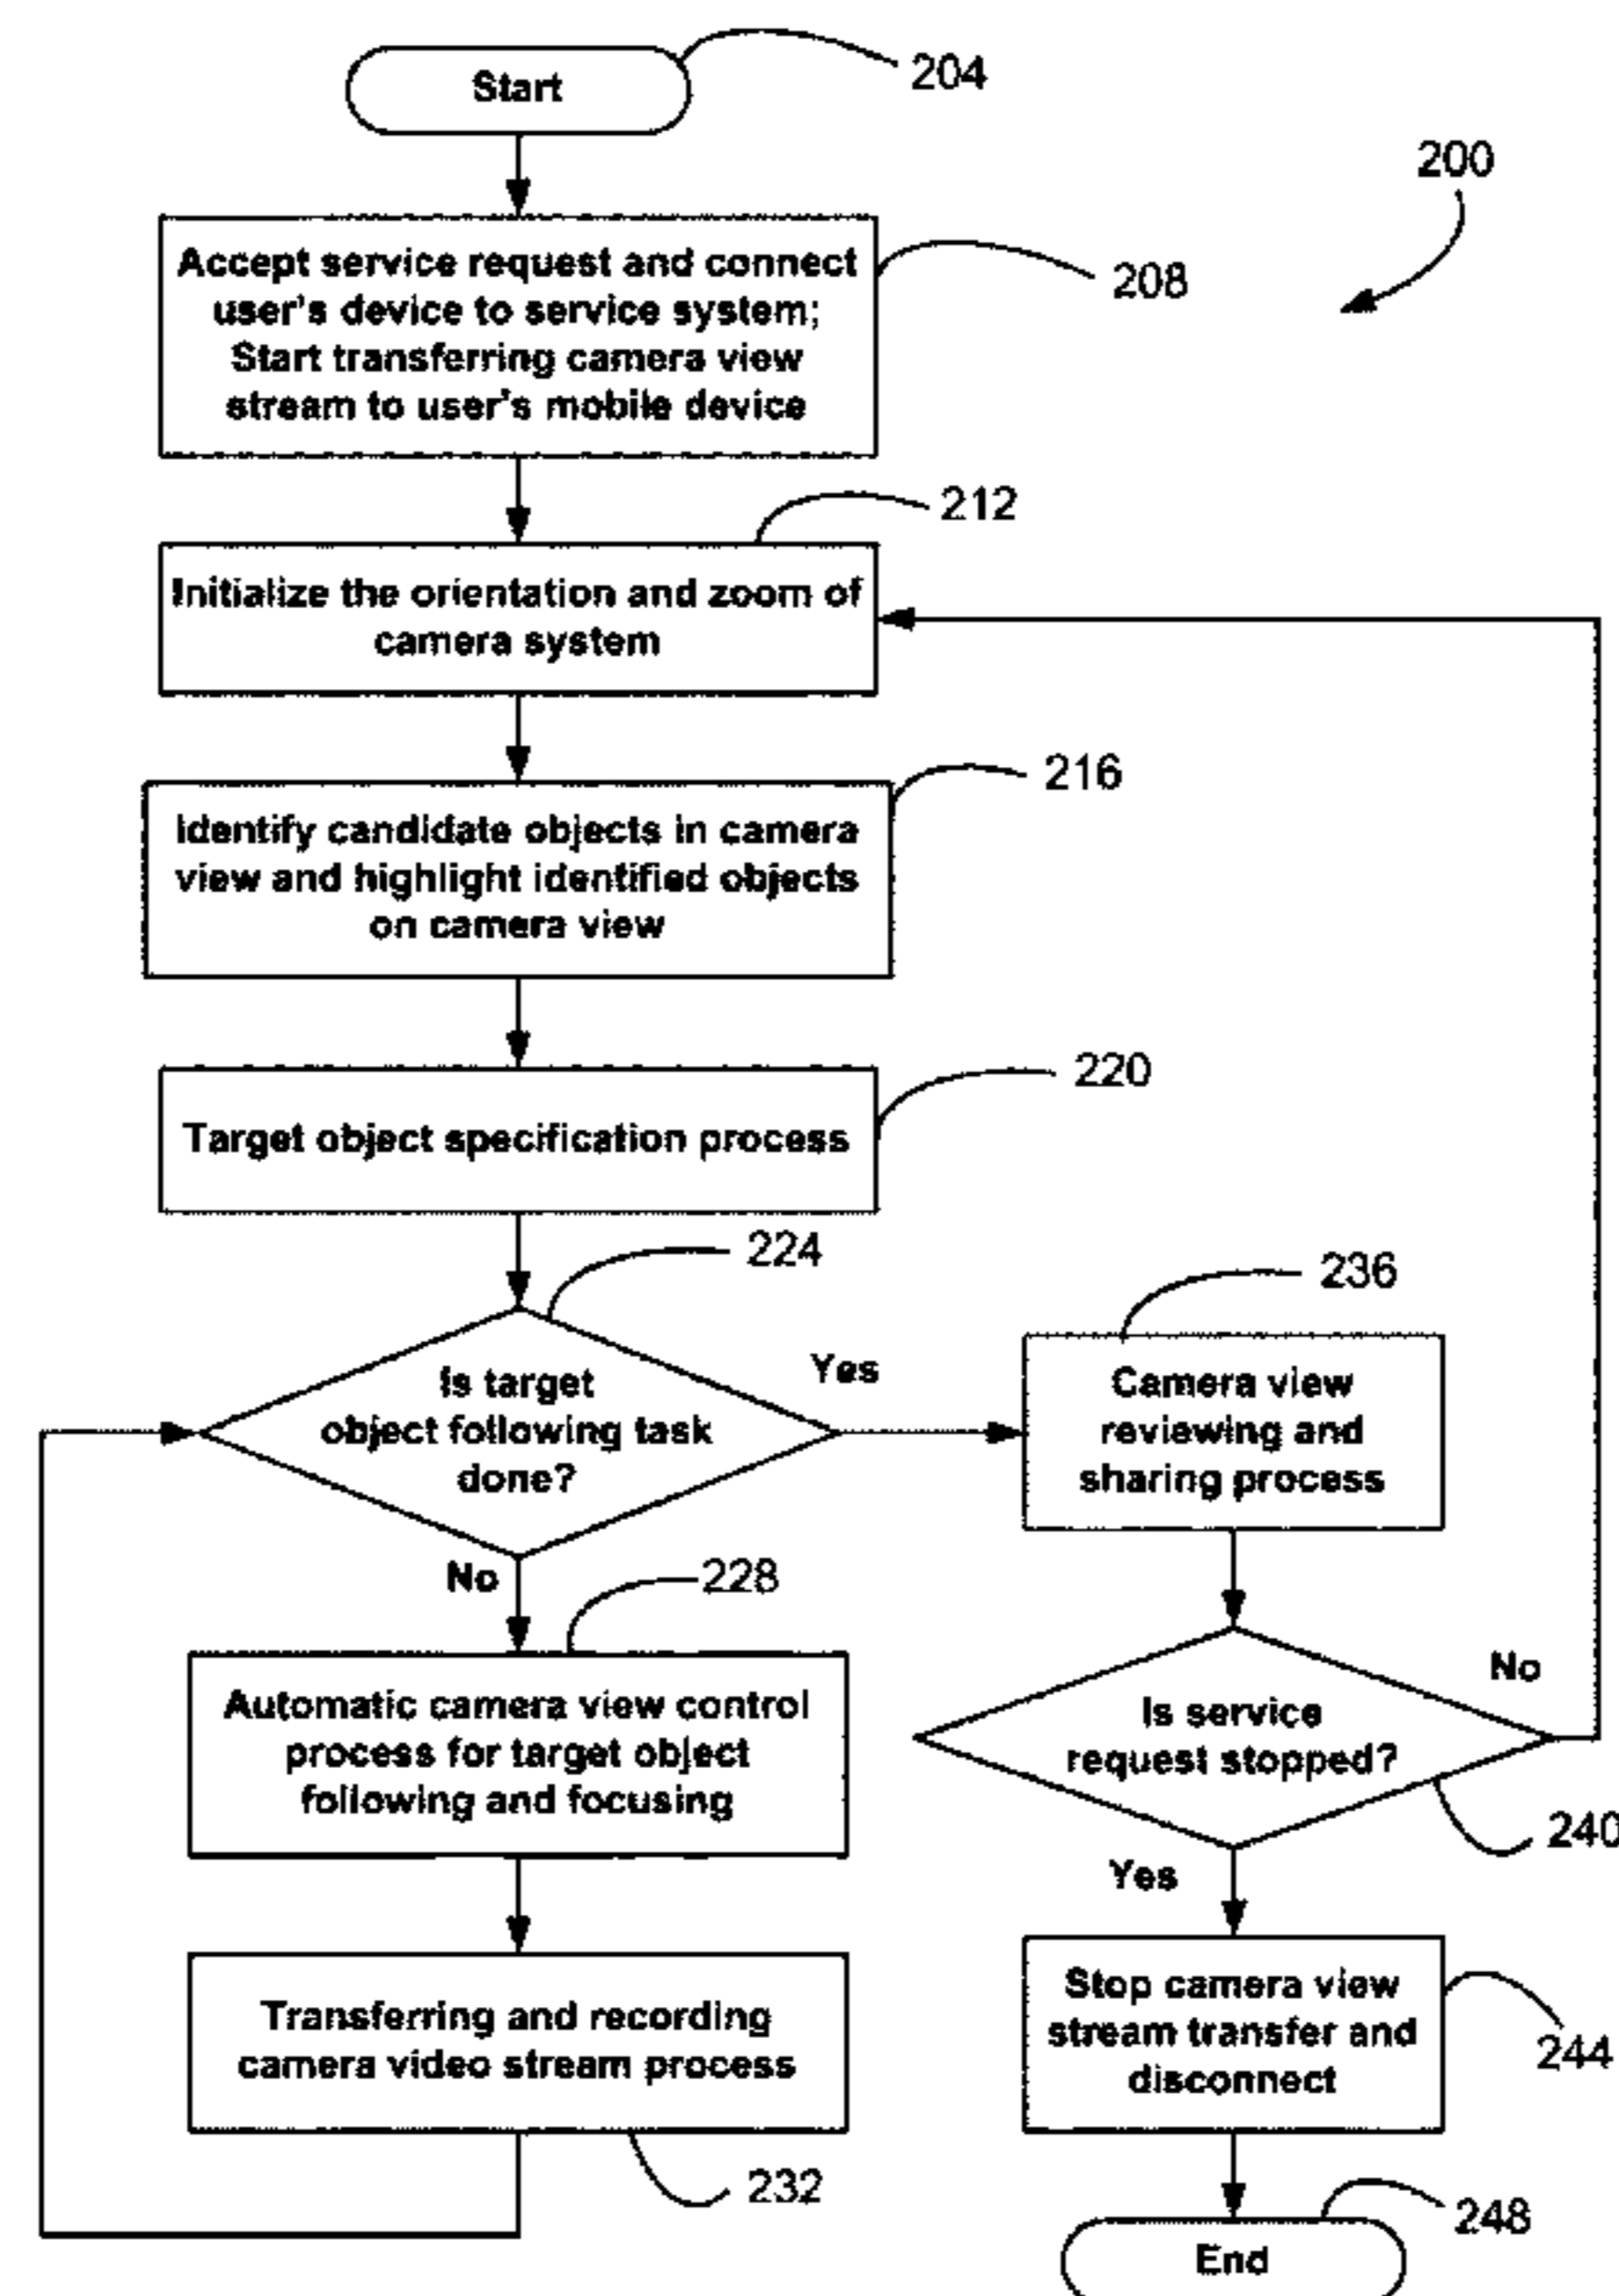 Start
204
200
Accept service request and connect
user's device to service system;
Start transferring camera view
stream to user's mobile device
208
212
Initialize the orientation and zoom of
camera system
216
Identify candidate objects in camera
view and highlight identified objects
on camera view
220
Target object specification process
224
Is target
object following task
done?
Yes
236
Camera view
reviewing and
sharing process
No
228
Automatic camera view control
process for target object
following and focusing
No
Is service
request stopped?
240
Yes
Transferring and recording
camera video stream process
232
Stop camera view
stream transfer and
disconnect
244
248
End